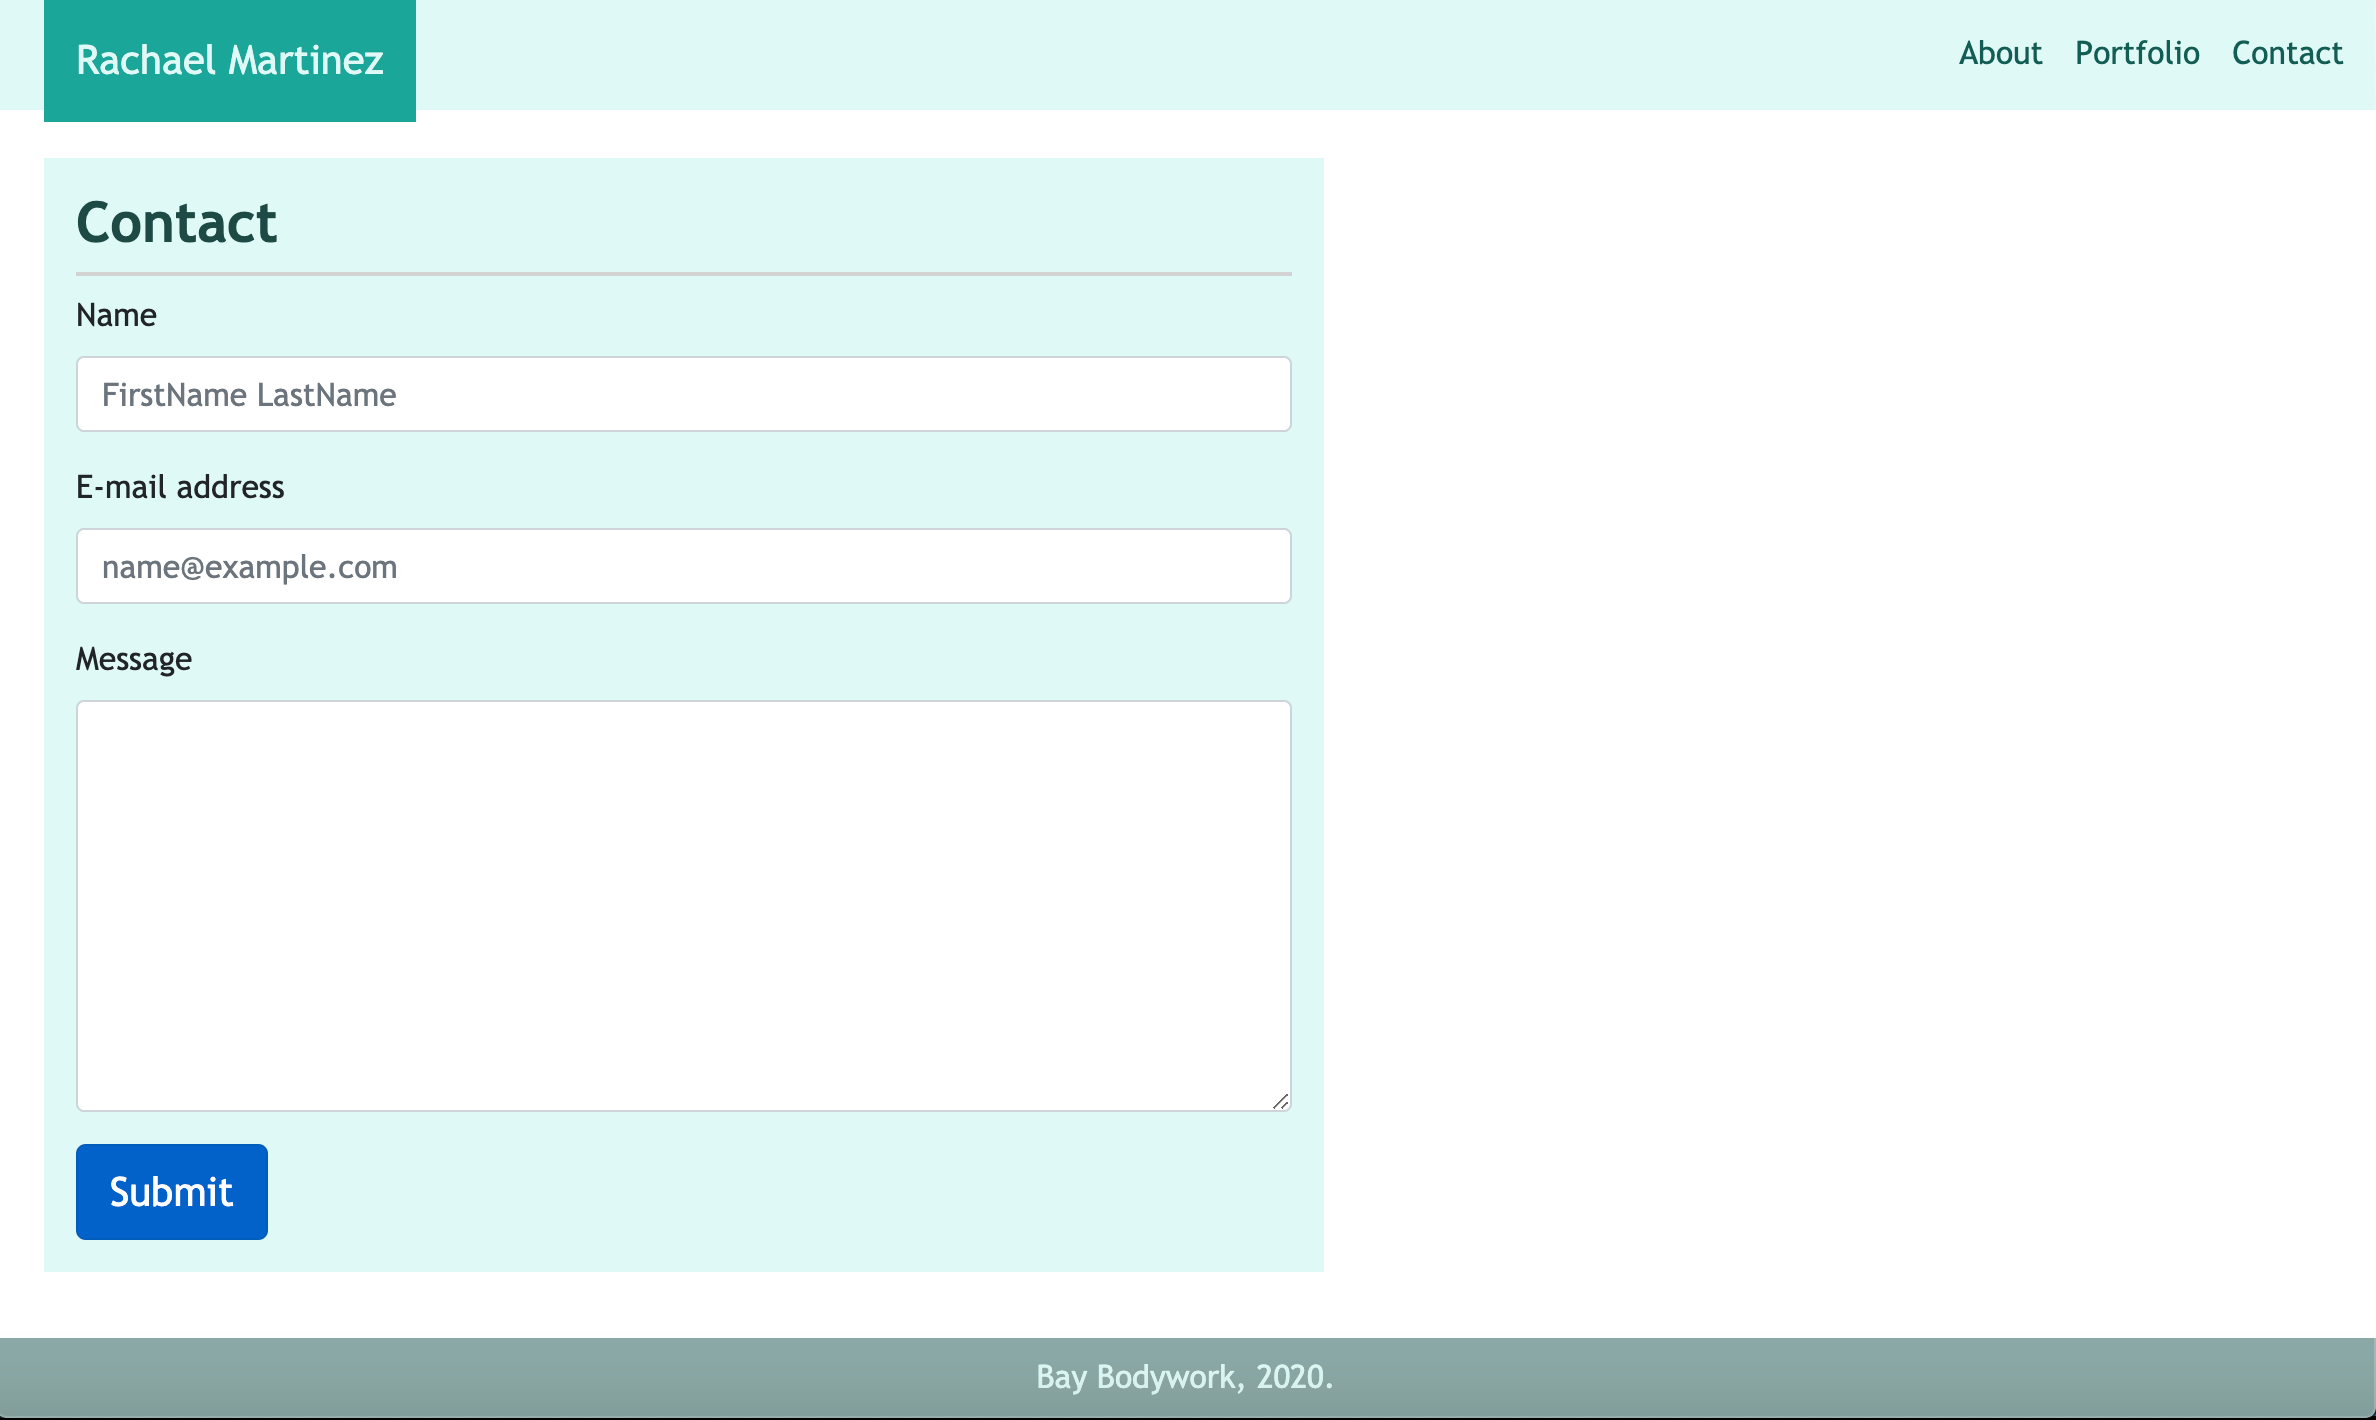 Rachael Martinez
About Portfolio Contact
Contact
Name
FirstName LastName
E-mail address
name@example.com
Message
Submit
Bay Bodywork, 2020.